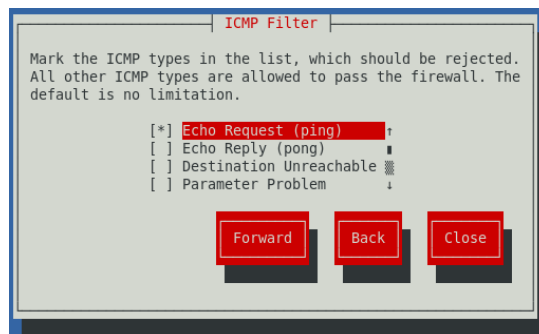 ICMP Filter
Mark the ICMP types in the list, which should be rejected.
All other ICMP types are allowed to pass the firewall. The
default is no limitation.
[*] Echo Request (ping) ↑
[ ] Echo Reply (pong)
[ ] Destination Unreachable
[ ] Parameter Problem ↓
Forward Back Close